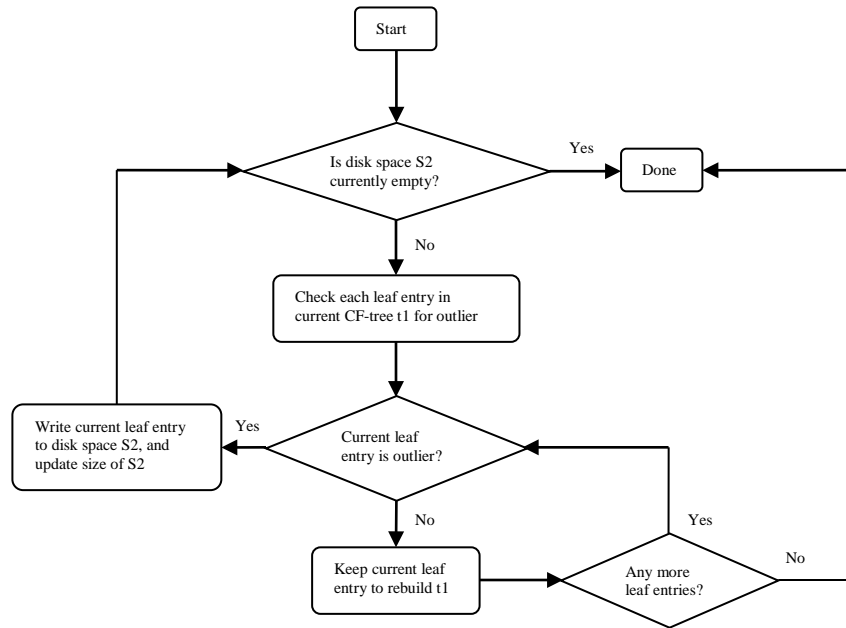 Start
Is disk space S2
currently empty?
Yes
Done
No
Check each leaf entry in
current CF-tree t1 for outlier
Write current leaf entry
to disk space S2, and
update size of S2
Yes
Current leaf
entry is outlier?
No
Keep current leaf
entry to rebuild t1
Any more
leaf entries?
Yes
No